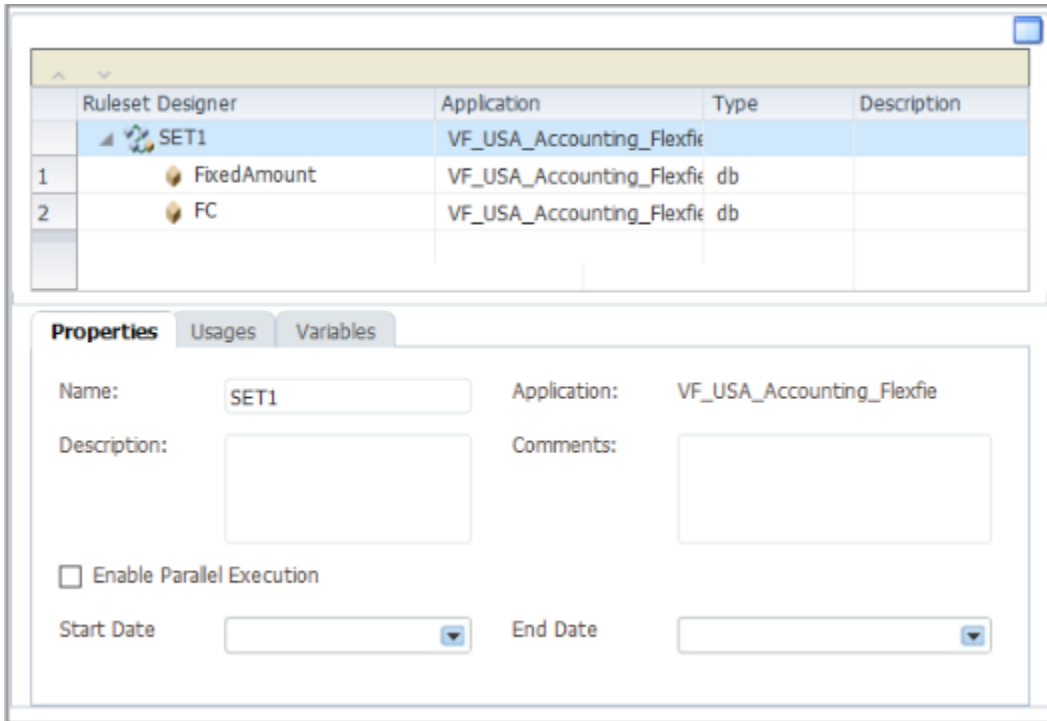 Ruleset Designer Application Type Description
SET1 VF_USA_Accounting_Flexfie
1 FixedAmount VF_USA_Accounting_Flexfie db
2 FC VF_USA_Accounting_Flexfie db
Properties Usages Variables
Name: SET1 Application: VF_USA_Accounting_Flexfie
Description: Comments:
Enable Parallel Execution
Start Date End Date